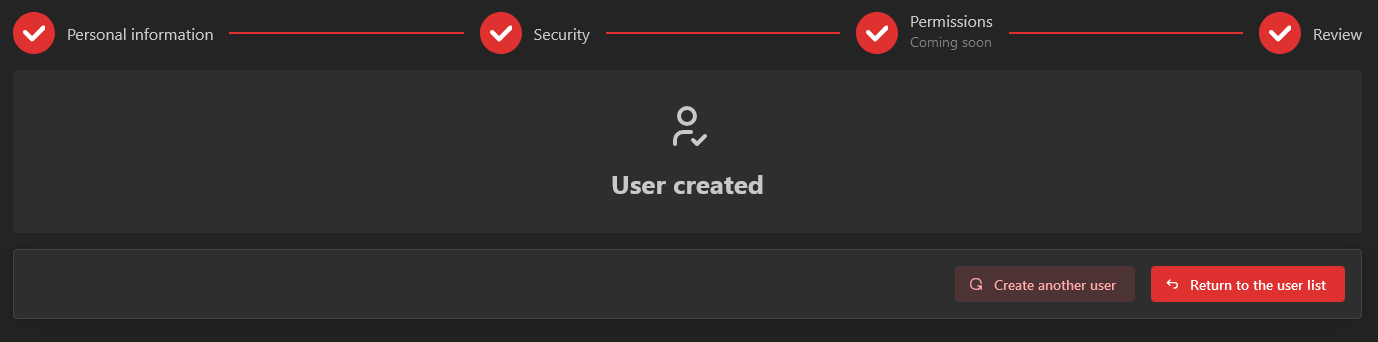 Personal information
Security
Permissions
Coming soon
Review
User created
Create another user
Return to the user list